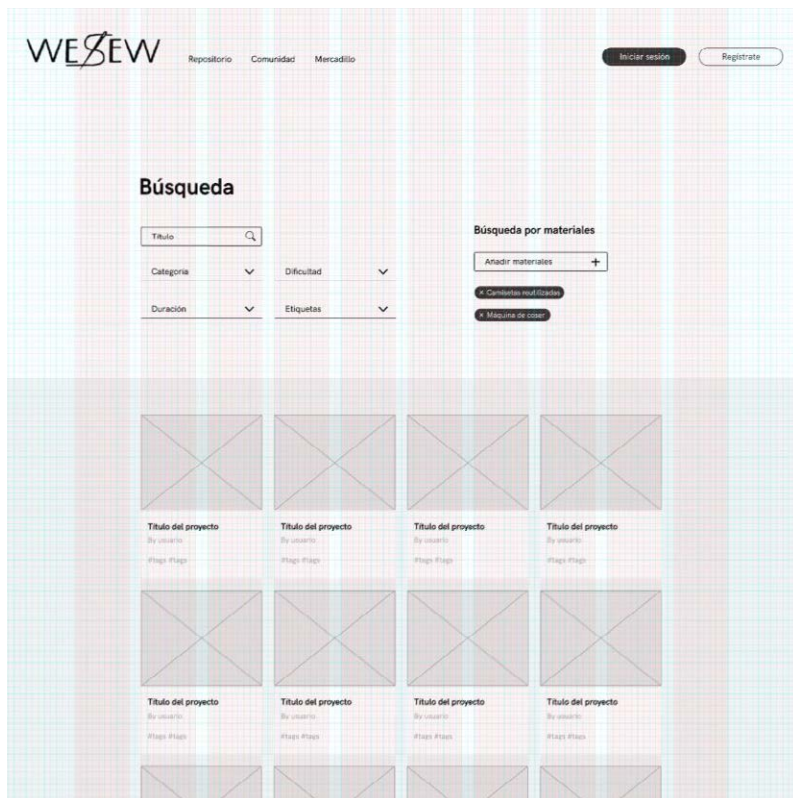 WESEW
Repositorio Comunidad Mercadillo
Iniciar sesión
Regístrate
Búsqueda
Título
Categoría
Dificultad
Duración
Etiquetas
Búsqueda por materiales
Añadir materiales +
× Camisetas reutilizadas
× Máquina de coser
Título del proyecto
By usuario
#tags #tags
Título del proyecto
By usuario
#tags #tags
Título del proyecto
By usuario
#tags #tags
Título del proyecto
By usuario
#tags #tags
Título del proyecto
By usuario
#tags #tags
Título del proyecto
By usuario
#tags #tags
Título del proyecto
By usuario
#tags #tags
Título del proyecto
By usuario
#tags #tags